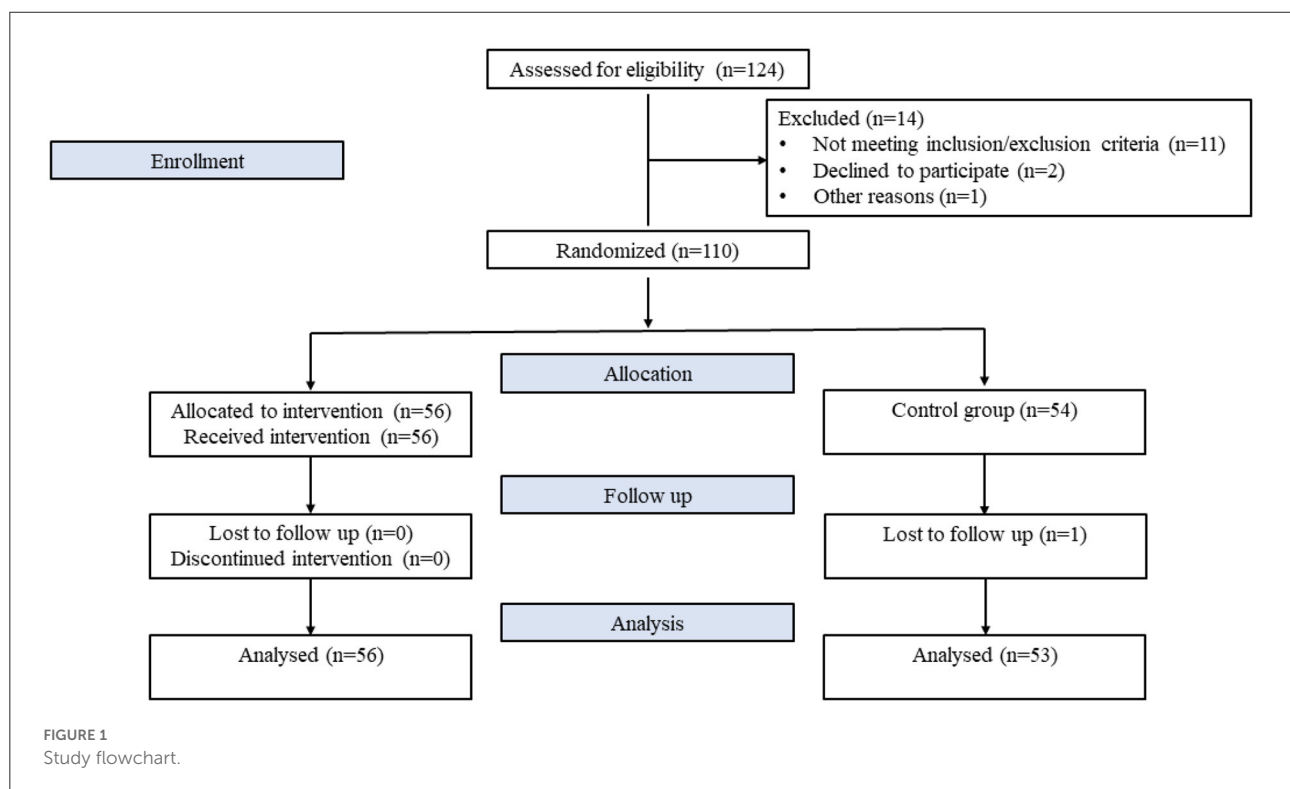 Assessed for eligibility (n=124)
Excluded (n=14)
• Not meeting inclusion/exclusion criteria (n=11)
• Declined to participate (n=2)
• Other reasons (n=1)
Enrollment
Randomized (n=110)
Allocation
Allocated to intervention (n=56)
Received intervention (n=56)
Control group (n=54)
Follow up
Lost to follow up (n=0)
Discontinued intervention (n=0)
Lost to follow up (n=1)
Analysis
Analysed (n=56)
Analysed (n=53)
FIGURE 1
Study flowchart.